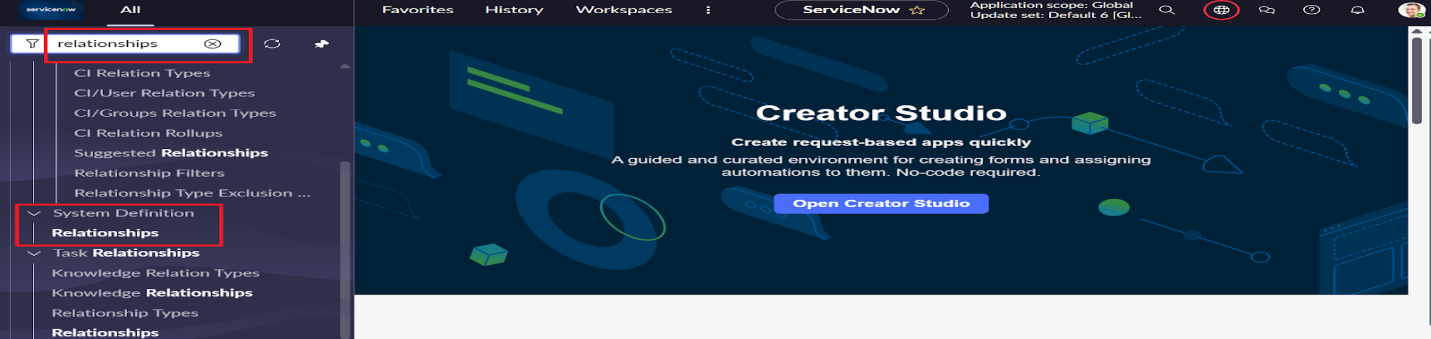 servicenow
All
Favorites
History
Workspaces
ServiceNow
Application scope: Global
Update set: Default 6 [Gl...
relationships
CI Relation Types
CI/User Relation Types
CI/Groups Relation Types
CI Relation Rollups
Suggested Relationships
Relationship Filters
Relationship Type Exclusion ...
System Definition
Relationships
Task Relationships
Knowledge Relation Types
Knowledge Relationships
Relationship Types
Relationships
Creator Studio
Create request-based apps quickly
A guided and curated environment for creating forms and assigning
automations to them. No-code required.
Open Creator Studio